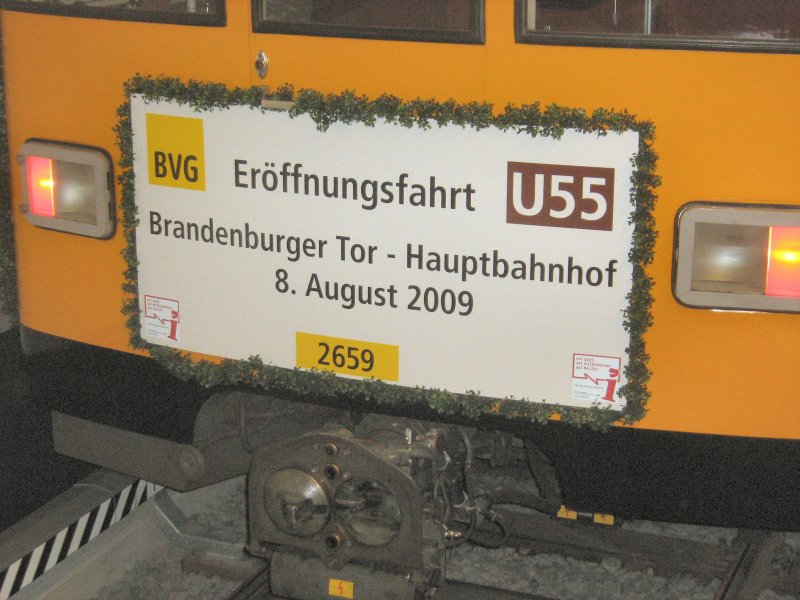 BVG
Eröffnungsfahrt
U55
Brandenburger Tor - Hauptbahnhof
8. August 2009
2659